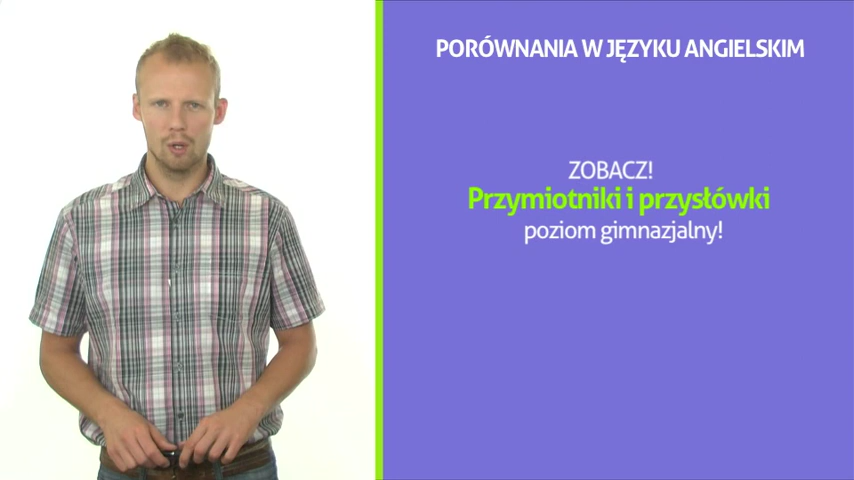 PORÓWNANIA W JĘZYKU ANGIELSKIM
ZOBACZ!
Przymiotniki i przysłówki
poziom gimnazjalny!